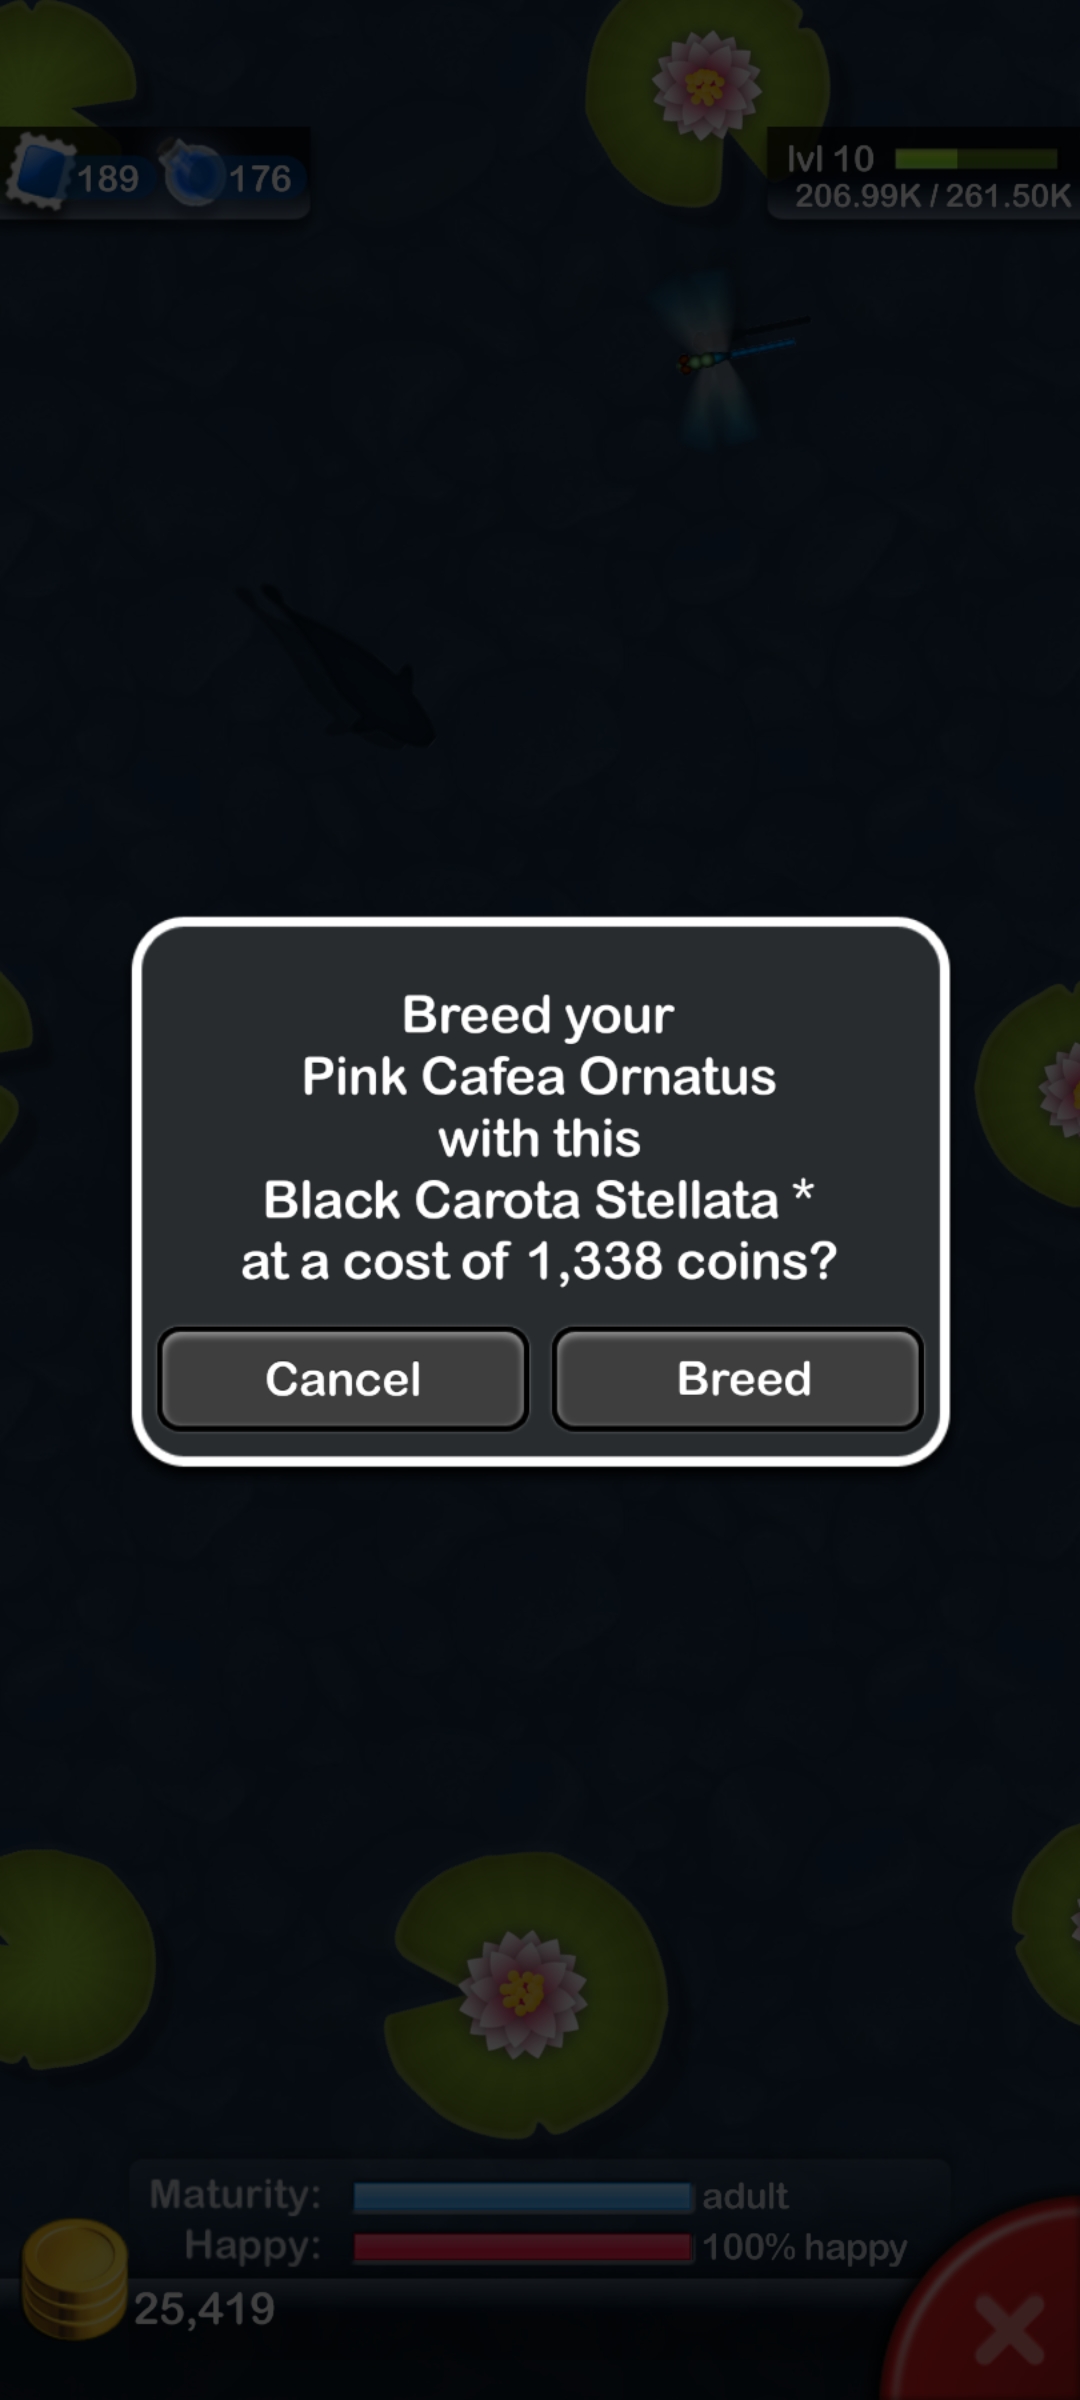 189 176
lvl 10
206.99K / 261.50K
Breed your
Pink Cafea Ornatus
with this
Black Carota Stellata *
at a cost of 1,338 coins?
Cancel Breed
Maturity: adult
Happy: 100% happy
25,419